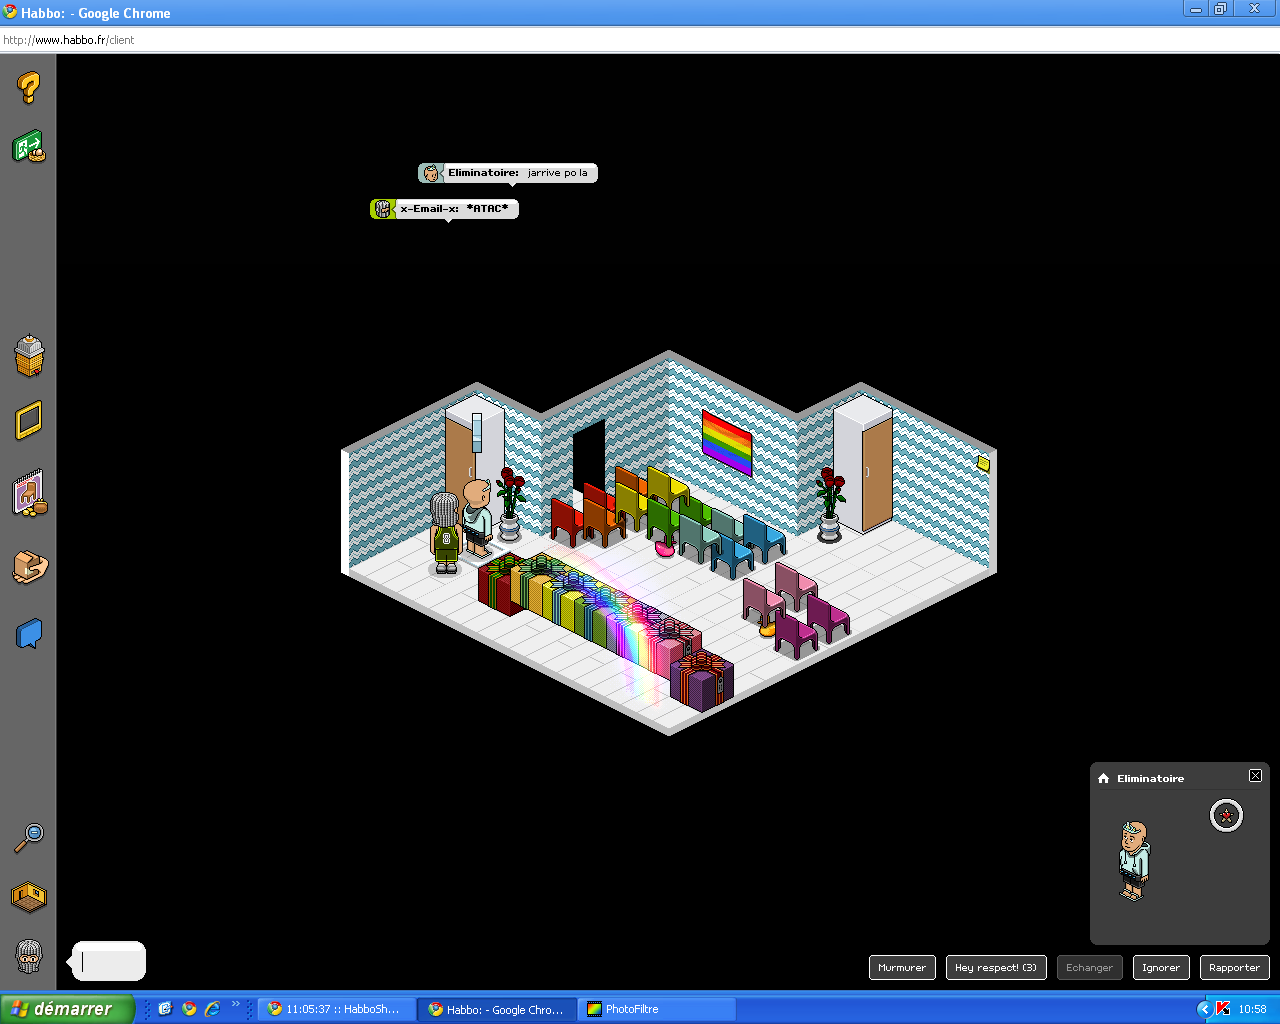 Habbo: - Google Chrome
http://www.habbo.fr/client
Eliminatoire: jarrive po la
x-Email-x: *ATAC*
8
Eliminatoire
Murmurer
Hey respect! (3)
Echanger
Ignorer
Rapporter
démarrer
11:05:37 :: HabboSh...
Habbo: - Google Chro...
PhotoFiltre
10:58